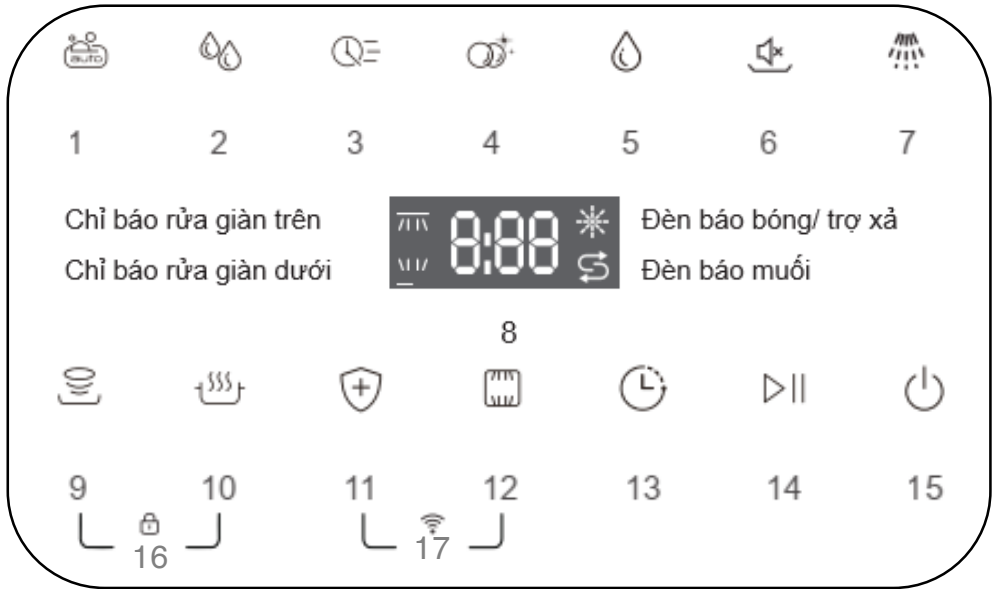 auto
1 2 3 4 5 6 7
Chỉ báo rửa giàn trên
8:88
Đèn báo bóng/ trợ xả
Chỉ báo rửa giàn dưới
Đèn báo muối
8
9 10 11 12 13 14 15
16 17